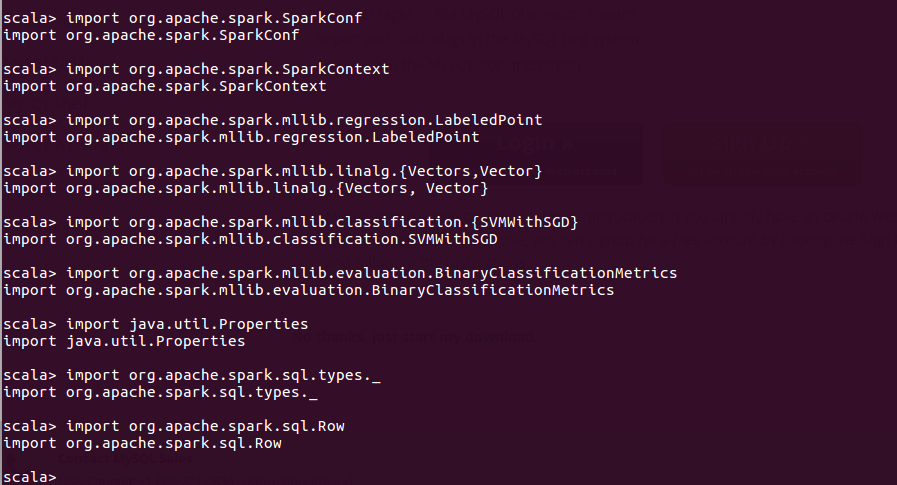 scala> import org.apache.spark.SparkConf
import org.apache.spark.SparkConf
scala> import org.apache.spark.SparkContext
import org.apache.spark.SparkContext
scala> import org.apache.spark.mllib.regression.LabeledPoint
import org.apache.spark.mllib.regression.LabeledPoint
scala> import org.apache.spark.mllib.linalg.{Vectors,Vector}
import org.apache.spark.mllib.linalg.{Vectors, Vector}
scala> import org.apache.spark.mllib.classification.{SVMWithSGD}
import org.apache.spark.mllib.classification.SVMWithSGD
scala> import org.apache.spark.mllib.evaluation.BinaryClassificationMetrics
import org.apache.spark.mllib.evaluation.BinaryClassificationMetrics
scala> import java.util.Properties
import java.util.Properties
scala> import org.apache.spark.sql.types._
import org.apache.spark.sql.types._
scala> import org.apache.spark.sql.Row
import org.apache.spark.sql.Row
scala>